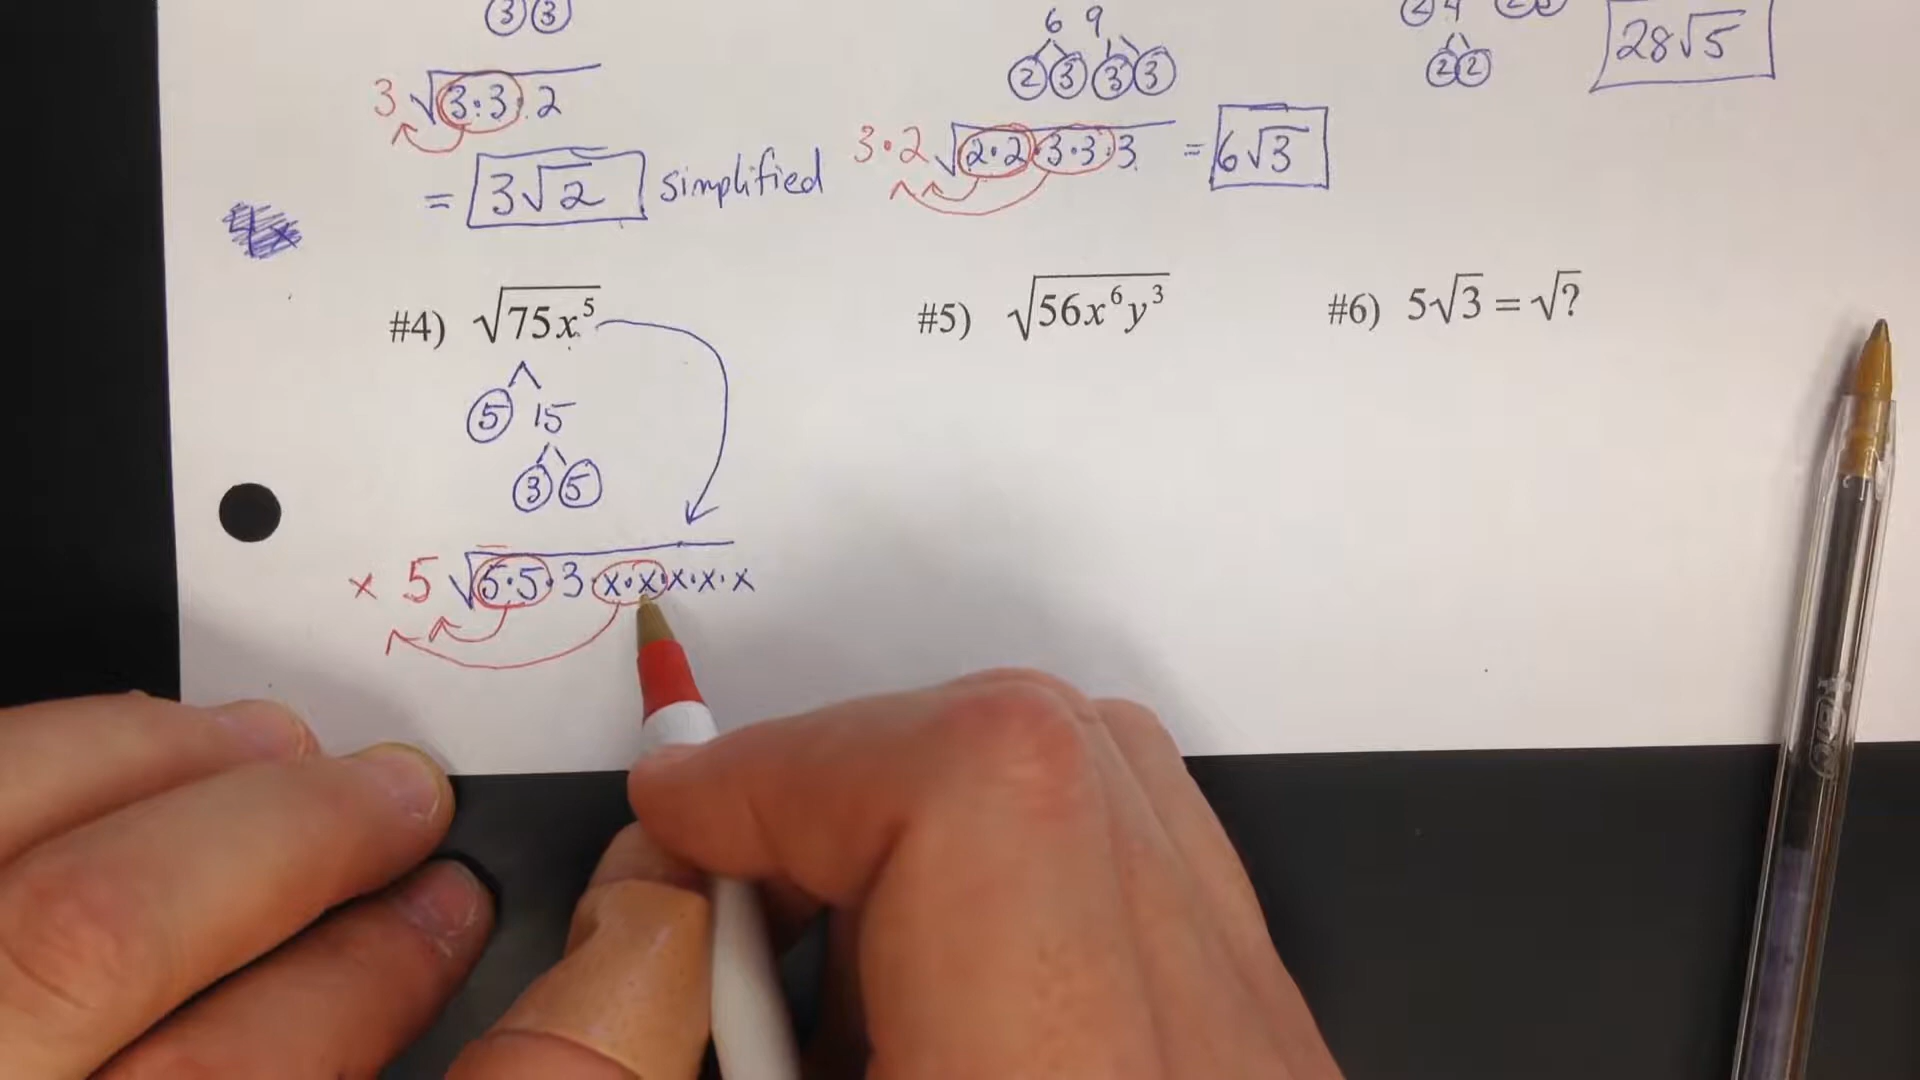 3 3
3 √3·3·2
= 3√2 simplified
6 9
2 3 3 3
3·2 √2·2·3·3·3 = 6√3
2 2
28√5
#4) √75x⁵
5 15
3 5
x 5 √5·5·3·x·x·x·x·x
#5) √56x⁶y³
#6) 5√3 = √?